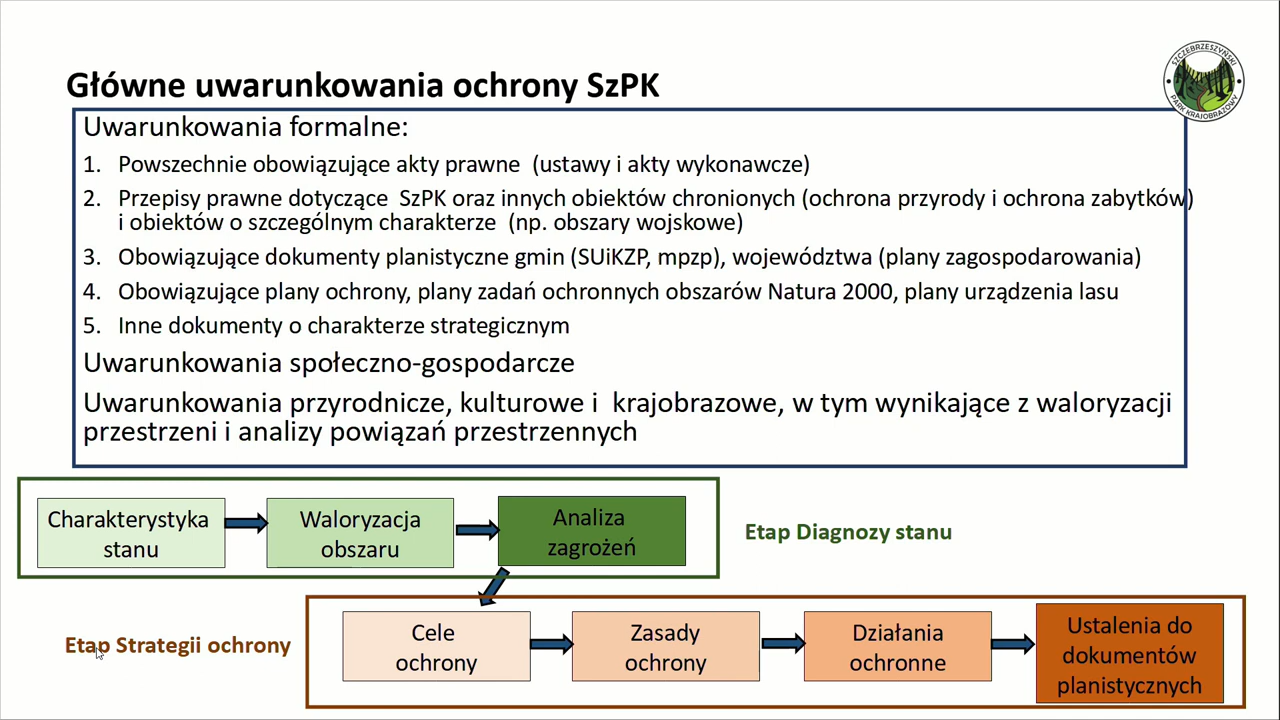 Główne uwarunkowania ochrony SzPK
SZCZEBRZESZYŃSKI
PARK KRAJOBRAZOWY
Uwarunkowania formalne:
1. Powszechnie obowiązujące akty prawne (ustawy i akty wykonawcze)
2. Przepisy prawne dotyczące SzPK oraz innych obiektów chronionych (ochrona przyrody i ochrona zabytków)
i obiektów o szczególnym charakterze (np. obszary wojskowe)
3. Obowiązujące dokumenty planistyczne gmin (SUiKZP, mpzp), województwa (plany zagospodarowania)
4. Obowiązujące plany ochrony, plany zadań ochronnych obszarów Natura 2000, plany urządzenia lasu
5. Inne dokumenty o charakterze strategicznym
Uwarunkowania społeczno-gospodarcze
Uwarunkowania przyrodnicze, kulturowe i krajobrazowe, w tym wynikające z waloryzacji
przestrzeni i analizy powiązań przestrzennych
Charakterystyka
stanu
Waloryzacja
obszaru
Analiza
zagrożeń
Etap Diagnozy stanu
Etap Strategii ochrony
Cele
ochrony
Zasady
ochrony
Działania
ochronne
Ustalenia do
dokumentów
planistycznych